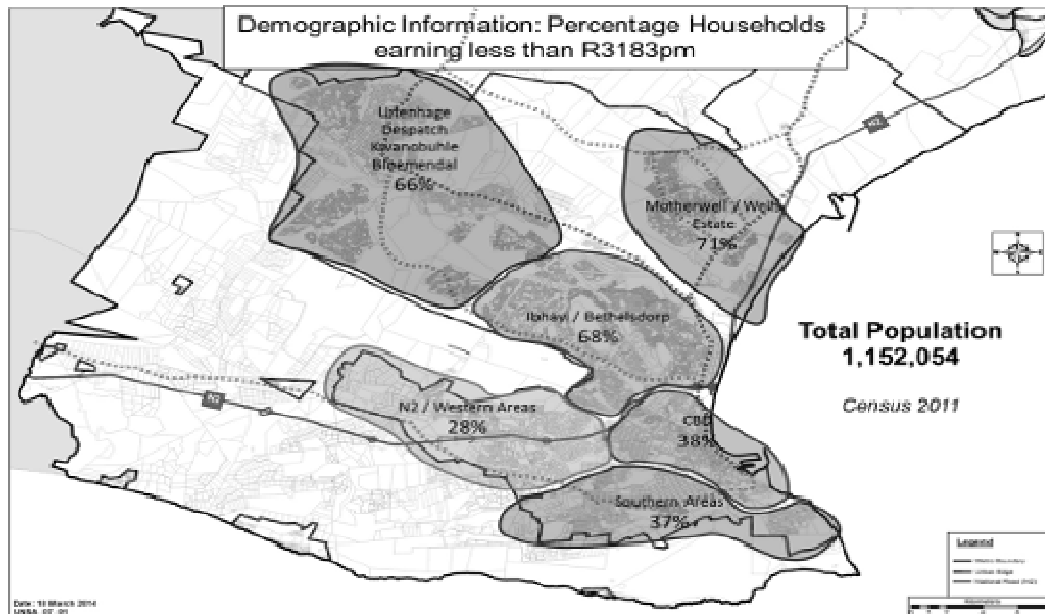 Demographic Information: Percentage Households
earning less than R3183pm
Uitenhage
Despatch
Kwanobuhle
Bloemendal
66%
Motherwell / Wells
Estate
71%
Ibhayi / Bethelsdorp
68%
Total Population
1,152,054
Census 2011
N2 / Western Areas
28%
CBD
38%
Southern Areas
37%
Legend
Date: 18 March 2014